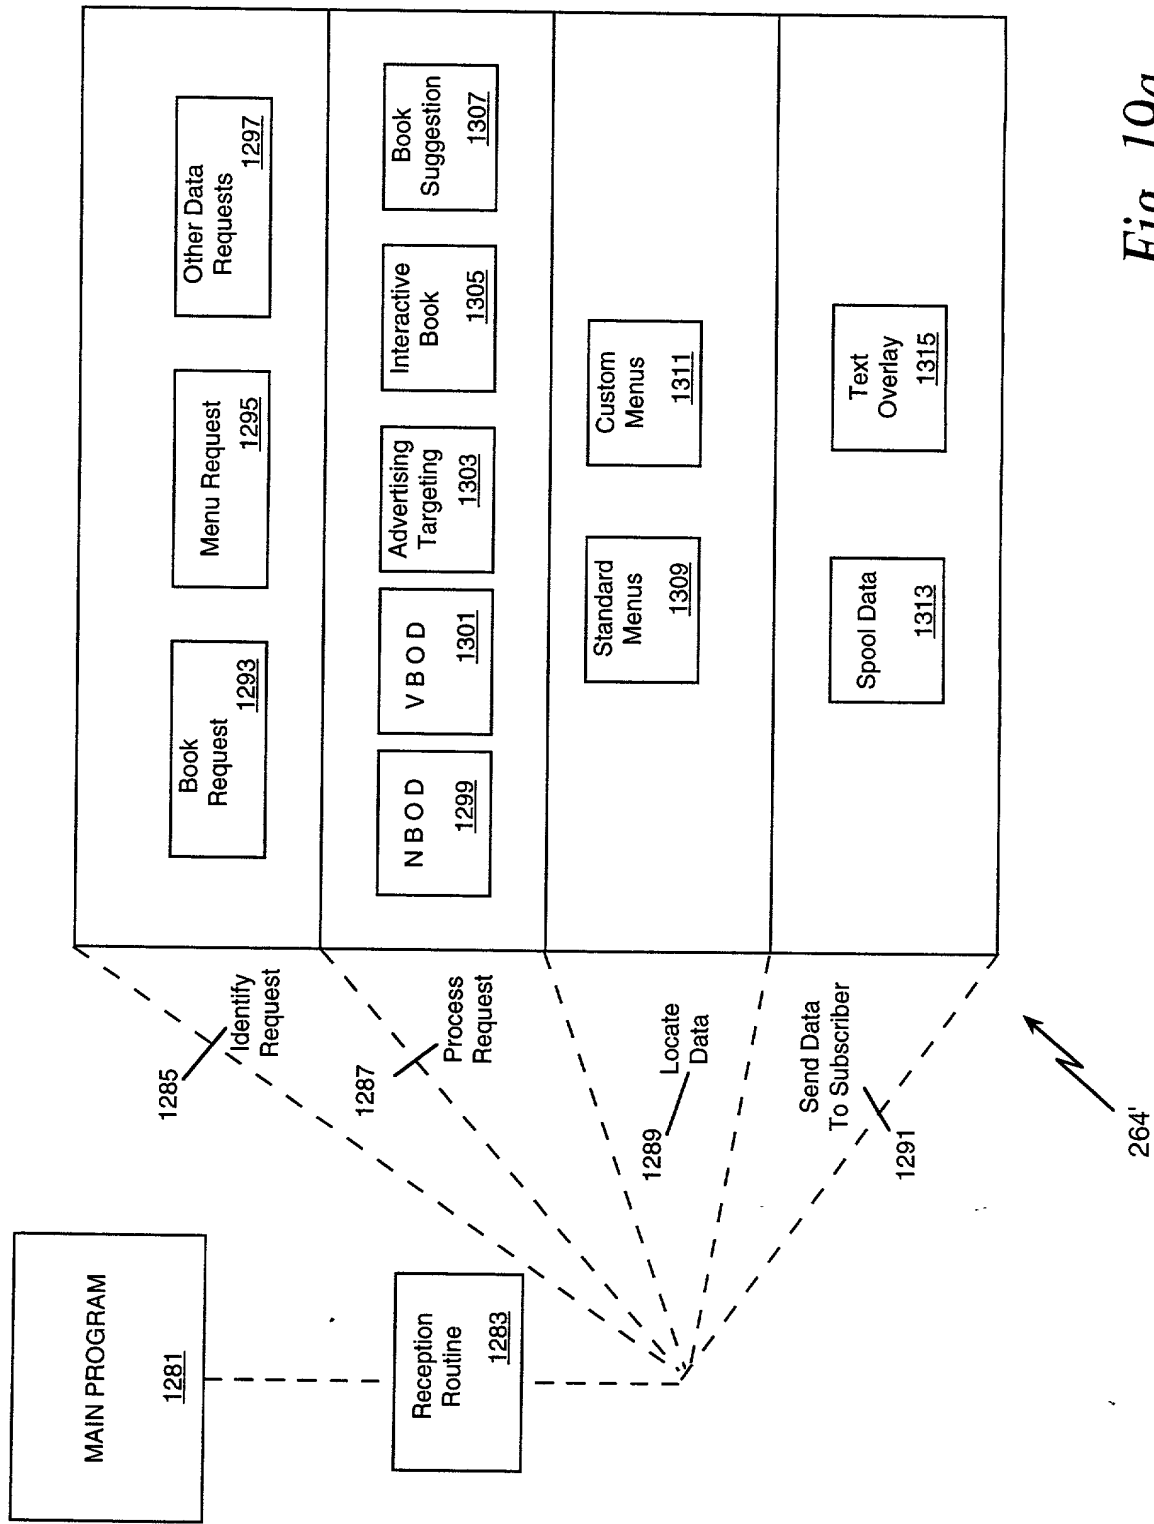 MAIN PROGRAM
1281
Reception
Routine
1283
1285
Identify
Request
1287
Process
Request
1289
Locate
Data
1291
Send Data
To Subscriber
Book
Request
1293
Menu Request
1295
Other Data
Requests
1297
N B O D
1299
V B O D
1301
Advertising
Targeting
1303
Interactive
Book
1305
Book
Suggestion
1307
Standard
Menus
1309
Custom
Menus
1311
Spool Data
1313
Text
Overlay
1315
264'
Fig. 19a